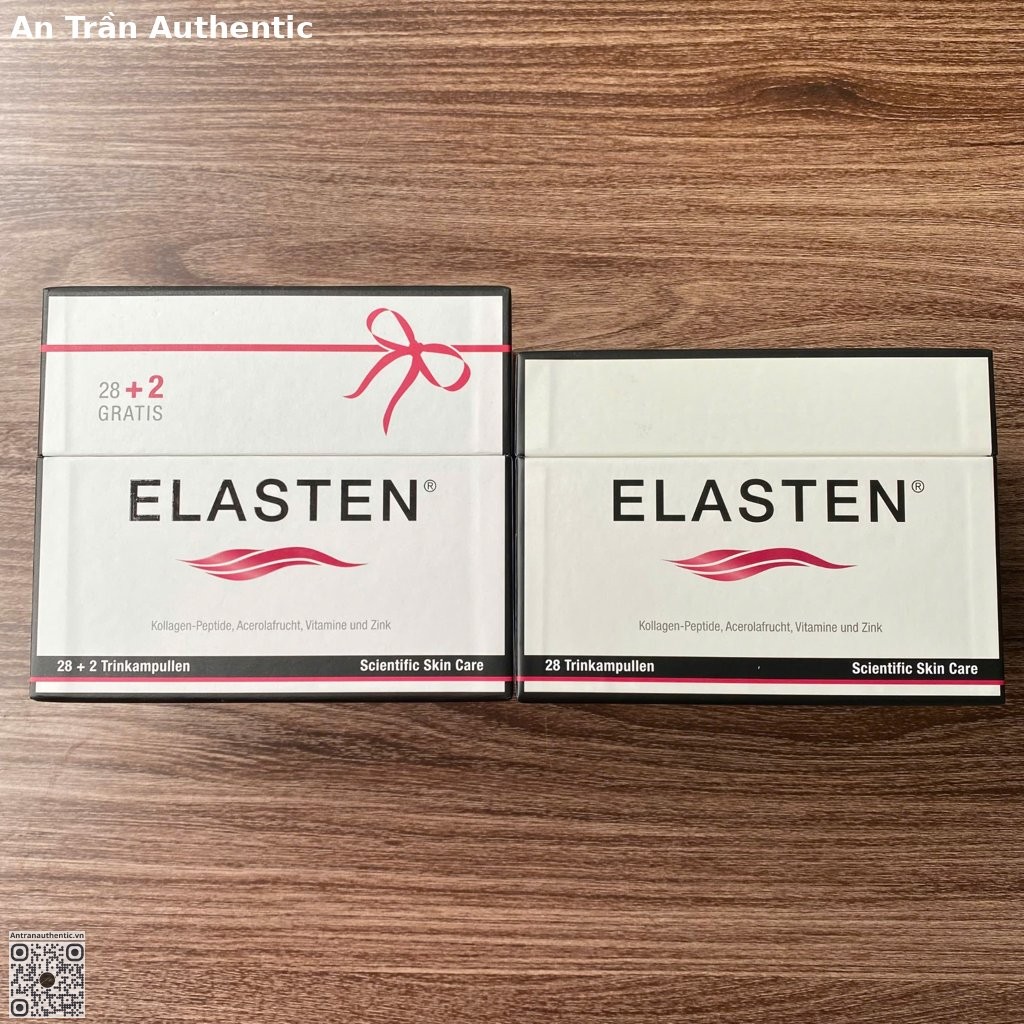 An Trần Authentic
28 + 2
GRATIS
ELASTEN®
Kollagen-Peptide, Acerolafrucht, Vitamine und Zink
28 + 2 Trinkampullen
Scientific Skin Care
ELASTEN®
Kollagen-Peptide, Acerolafrucht, Vitamine und Zink
28 Trinkampullen
Scientific Skin Care
Antranauthentic.vn